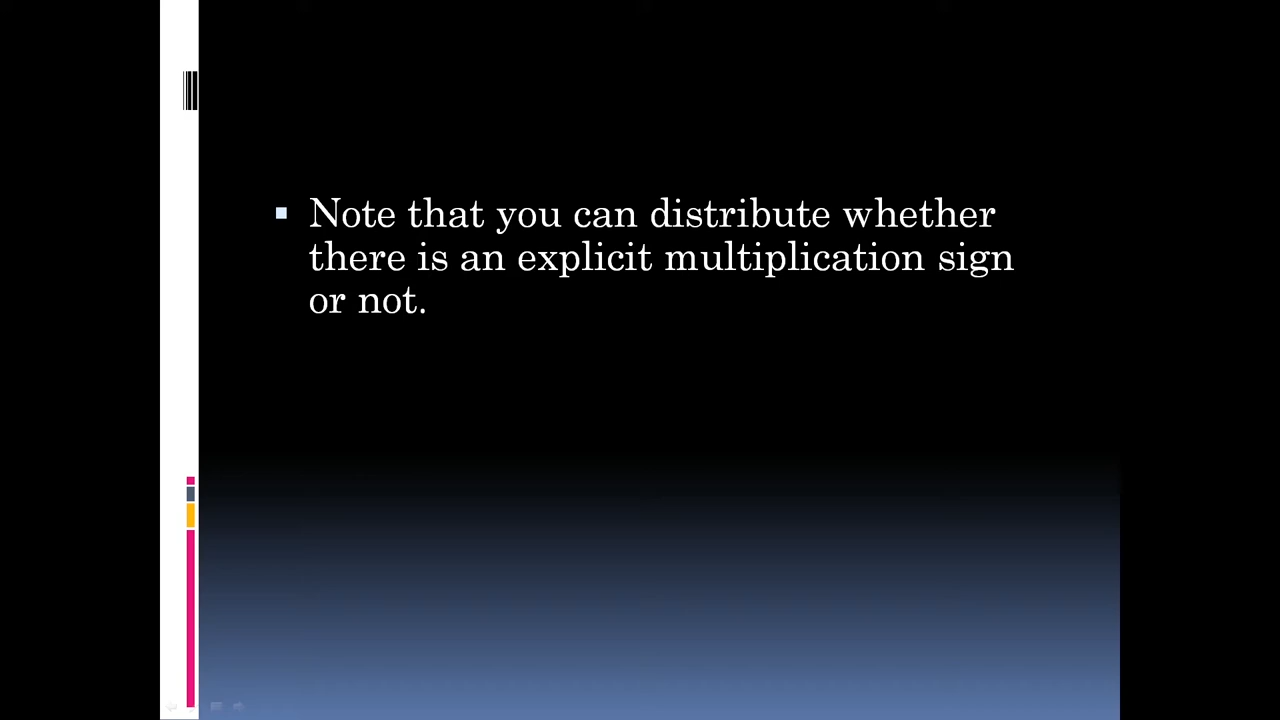 Note that you can distribute whether
there is an explicit multiplication sign
or not.